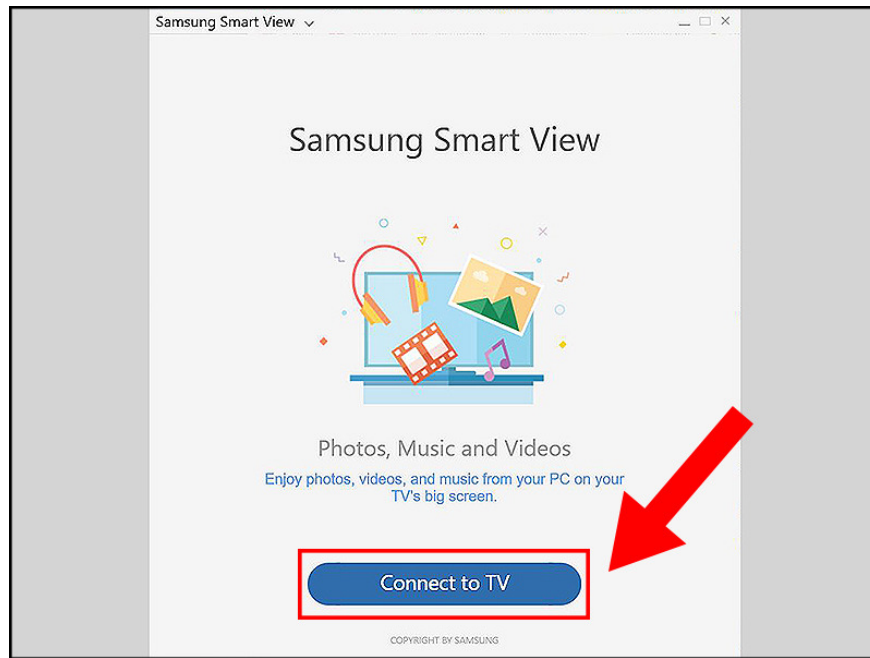 Samsung Smart View
Samsung Smart View
Photos, Music and Videos
Enjoy photos, videos, and music from your PC on your
TV's big screen.
Connect to TV
COPYRIGHT BY SAMSUNG